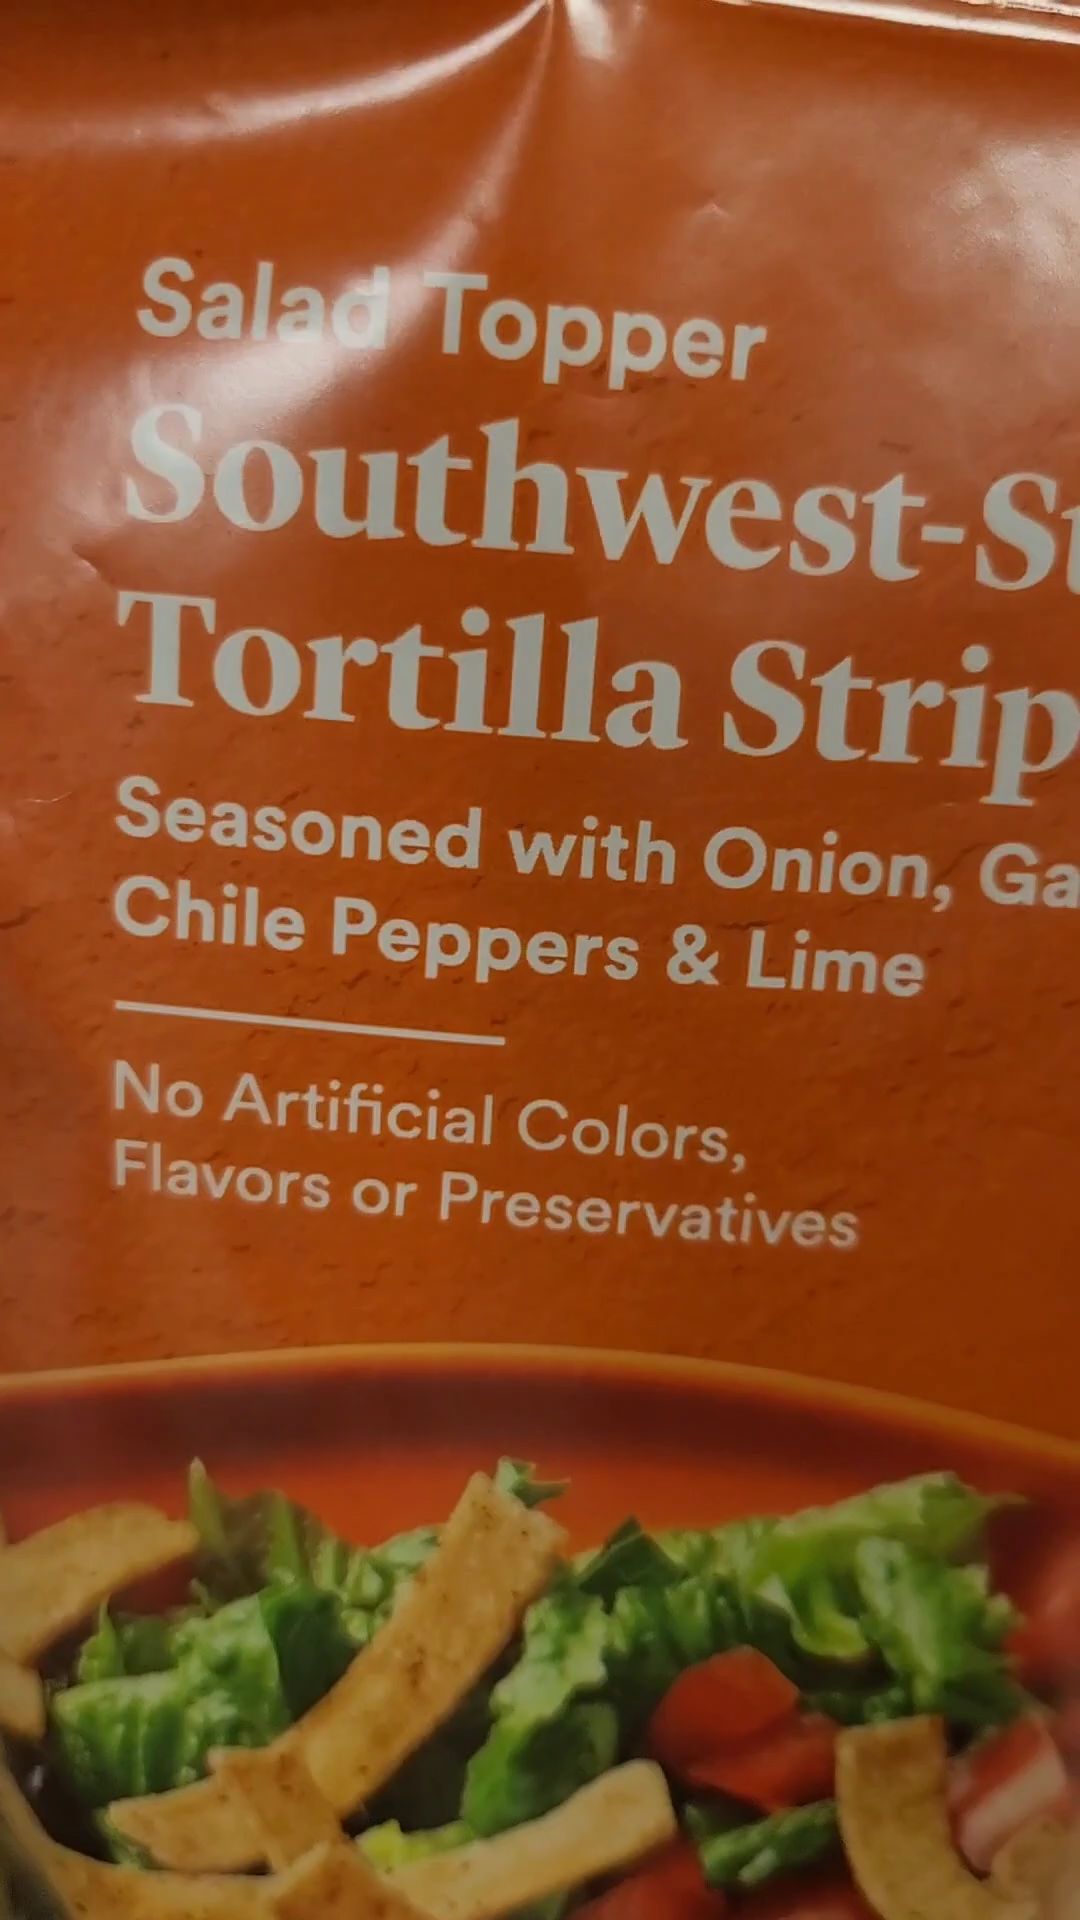 Salad Topper
Southwest-St
Tortilla Strip
Seasoned with Onion, Ga
Chile Peppers & Lime
No Artificial Colors,
Flavors or Preservatives